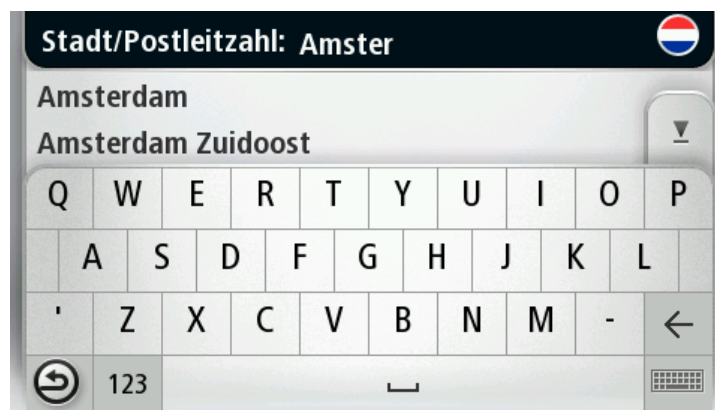 Stadt/Postleitzahl: Amster
Amsterdam
Amsterdam Zuidoost
Q W E R T Y U I O P
A S D F G H J K L
' Z X C V B N M -
123